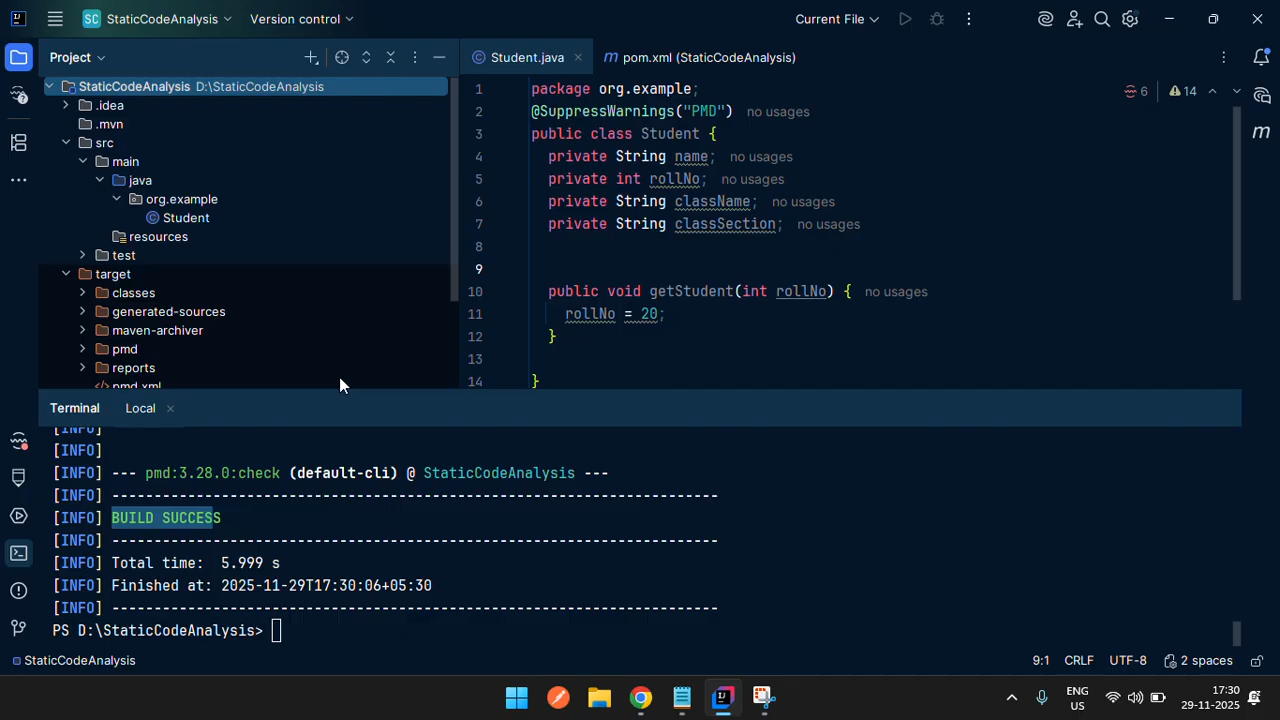 SC StaticCodeAnalysis Version control Current File
Project Student.java pom.xml (StaticCodeAnalysis)
StaticCodeAnalysis D:\StaticCodeAnalysis
.idea
.mvn
src
main
java
org.example
Student
resources
test
target
classes
generated-sources
maven-archiver
pmd
reports
pmd.xml
6 14
1 package org.example;
2 @SuppressWarnings("PMD") no usages
3 public class Student {
4 private String name; no usages
5 private int rollNo; no usages
6 private String className; no usages
7 private String classSection; no usages
8
9
10 public void getStudent(int rollNo) { no usages
11 rollNo = 20;
12 }
13
14 }
Terminal Local
[INFO]
[INFO]
[INFO] --- pmd:3.28.0:check (default-cli) @ StaticCodeAnalysis ---
[INFO] ------------------------------------------------------------------------
[INFO] BUILD SUCCESS
[INFO] ------------------------------------------------------------------------
[INFO] Total time: 5.999 s
[INFO] Finished at: 2025-11-29T17:30:06+05:30
[INFO] ------------------------------------------------------------------------
PS D:\StaticCodeAnalysis>
StaticCodeAnalysis 9:1 CRLF UTF-8 2 spaces
ENG
US
17:30
29-11-2025